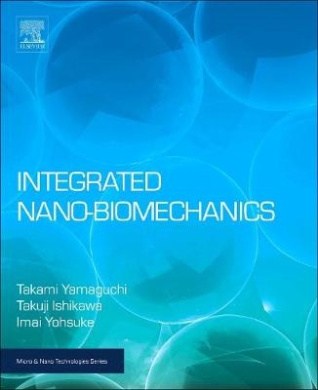 ELSEVIER
INTEGRATED
NANO-BIOMECHANICS
Takami Yamaguchi
Takuji Ishikawa
Imai Yohsuke
Micro & Nano Technologies Series